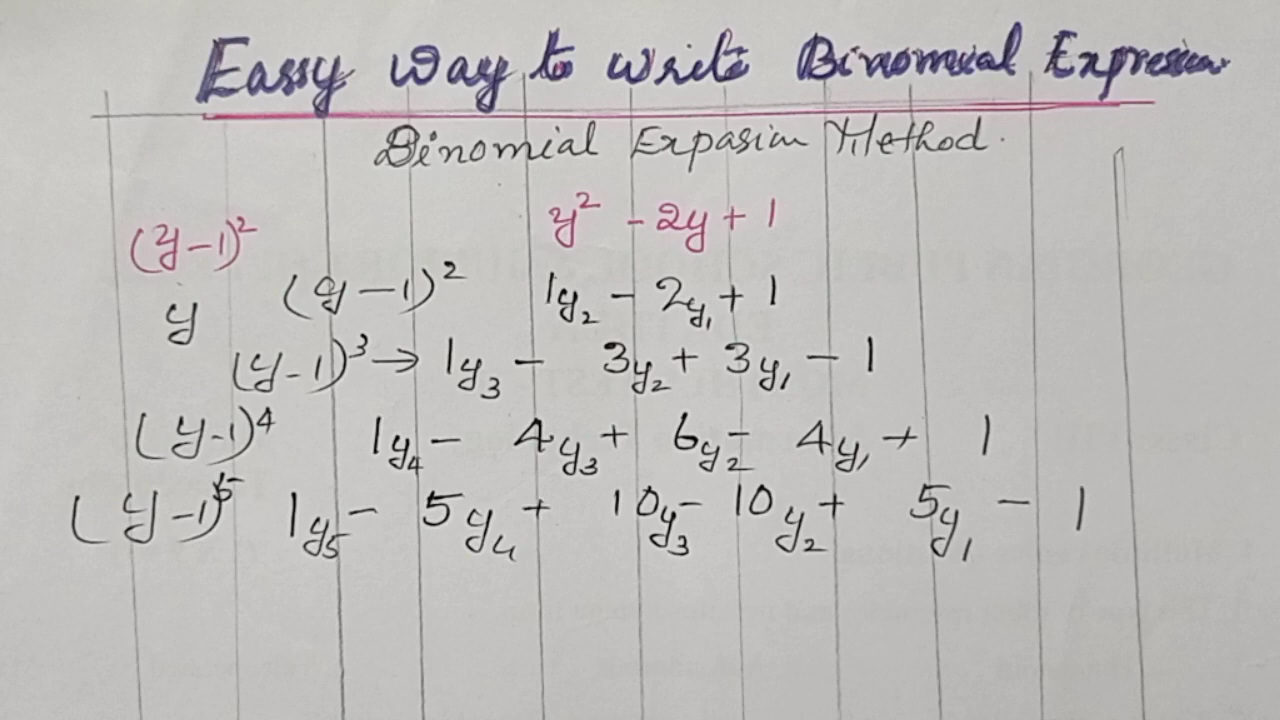 Eassy way to write Binomial Expression
Binomial Expasion Method.
(y-1)² y² - 2y + 1
y (y-1)² 1y₂ - 2y₁ + 1
(y-1)³ → 1y₃ - 3y₂ + 3y₁ - 1
(y-1)⁴ 1y₄ - 4y₃ + 6y₂ - 4y₁ + 1
(y-1)⁵ 1y₅ - 5y₄ + 10y₃ - 10y₂ + 5y₁ - 1